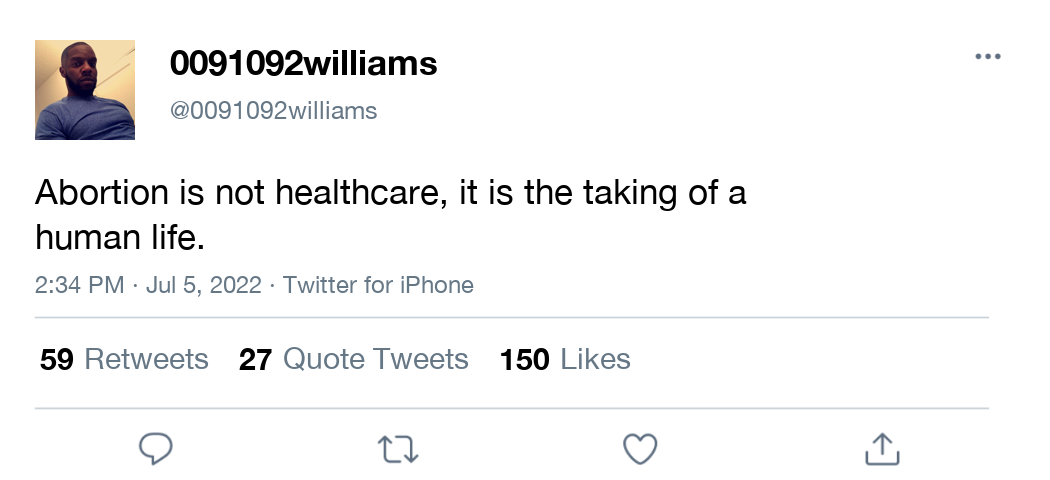 0091092williams
@0091092williams
Abortion is not healthcare, it is the taking of a
human life.
2:34 PM · Jul 5, 2022 · Twitter for iPhone
59 Retweets 27 Quote Tweets 150 Likes